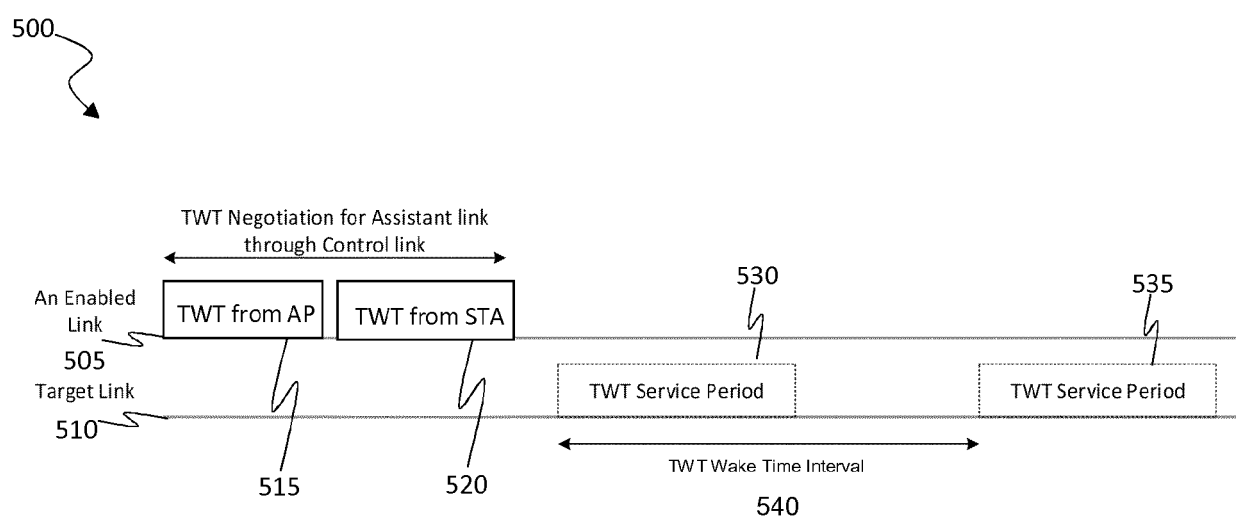 500
TWT Negotiation for Assistant link
through Control link
530
535
An Enabled
Link
505
TWT from AP
TWT from STA
Target Link
510
TWT Service Period
TWT Service Period
TWT Wake Time Interval
515
520
540